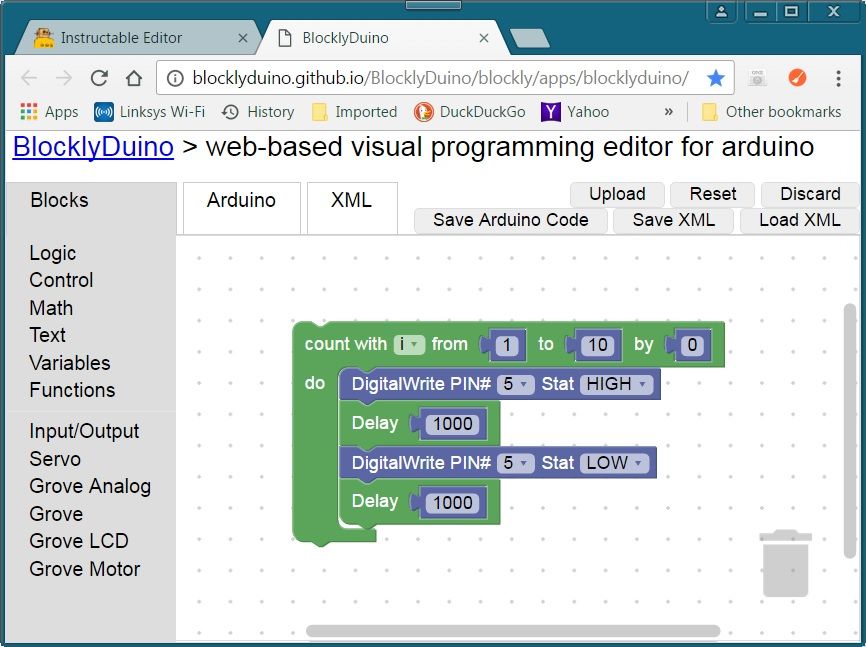 Instructable Editor
BlocklyDuino
blocklyduino.github.io/BlocklyDuino/blockly/apps/blocklyduino/
Apps Linksys Wi-Fi History Imported DuckDuckGo Yahoo » Other bookmarks
BlocklyDuino > web-based visual programming editor for arduino
Blocks
Arduino
XML
Upload Reset Discard
Save Arduino Code Save XML Load XML
Logic
Control
Math
Text
Variables
Functions
Input/Output
Servo
Grove Analog
Grove
Grove LCD
Grove Motor
count with i from 1 to 10 by 0
do DigitalWrite PIN# 5 Stat HIGH
Delay 1000
DigitalWrite PIN# 5 Stat LOW
Delay 1000